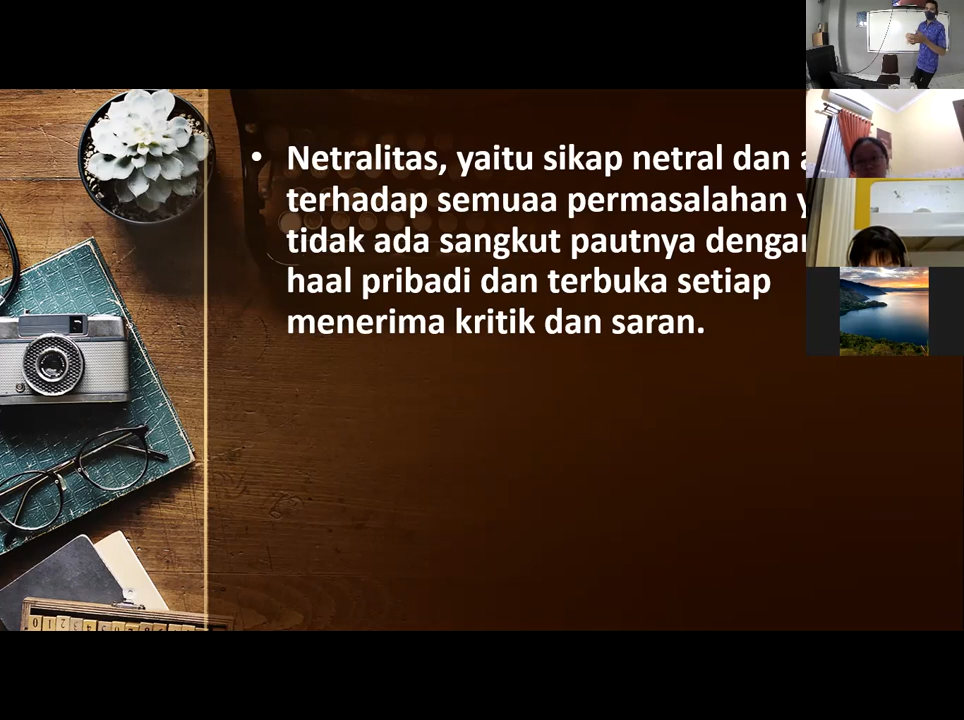 • Netralitas, yaitu sikap netral dan
terhadap semuaa permasalahan
tidak ada sangkut pautnya dengan
haal pribadi dan terbuka setiap
menerima kritik dan saran.